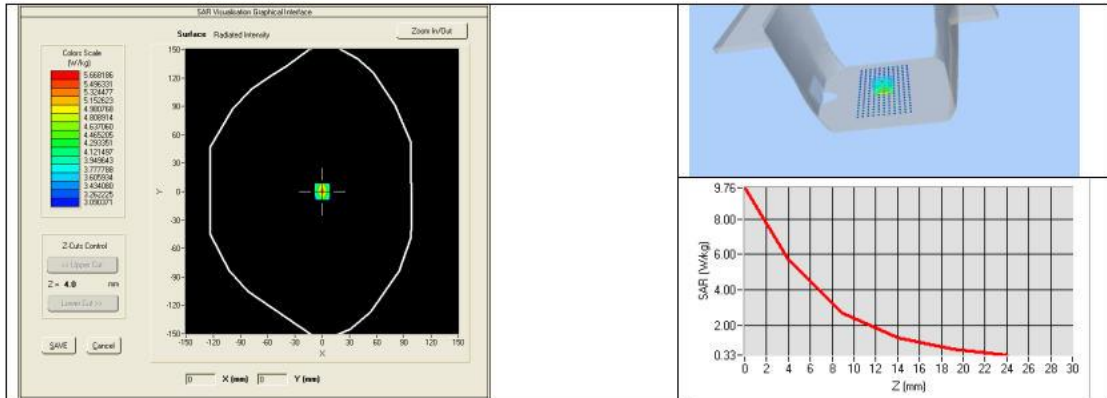 SAR Visualisation Graphical Interface
Surface Radiated Intensity
Zoom In/Out
Colors Scale
(W/kg)
5.668186
5.496331
5.324477
5.152623
4.980768
4.808914
4.637060
4.465205
4.293351
4.121497
3.949643
3.777788
3.605934
3.434080
3.262225
3.090371
150
120
90
60
30
0
-30
-60
-90
-120
-150
Y
-150 -120 -90 -60 -30 0 30 60 90 120 150
X
Z-Cuts Control
<< Upper Cut
Z = 4.0 mm
Lower Cut >>
SAVE Cancel
0 X (mm) 0 Y (mm)
9.76
8.00
6.00
4.00
2.00
0.33
SAR (W/kg)
0 2 4 6 8 10 12 14 16 18 20 22 24 26 28 30
Z (mm)